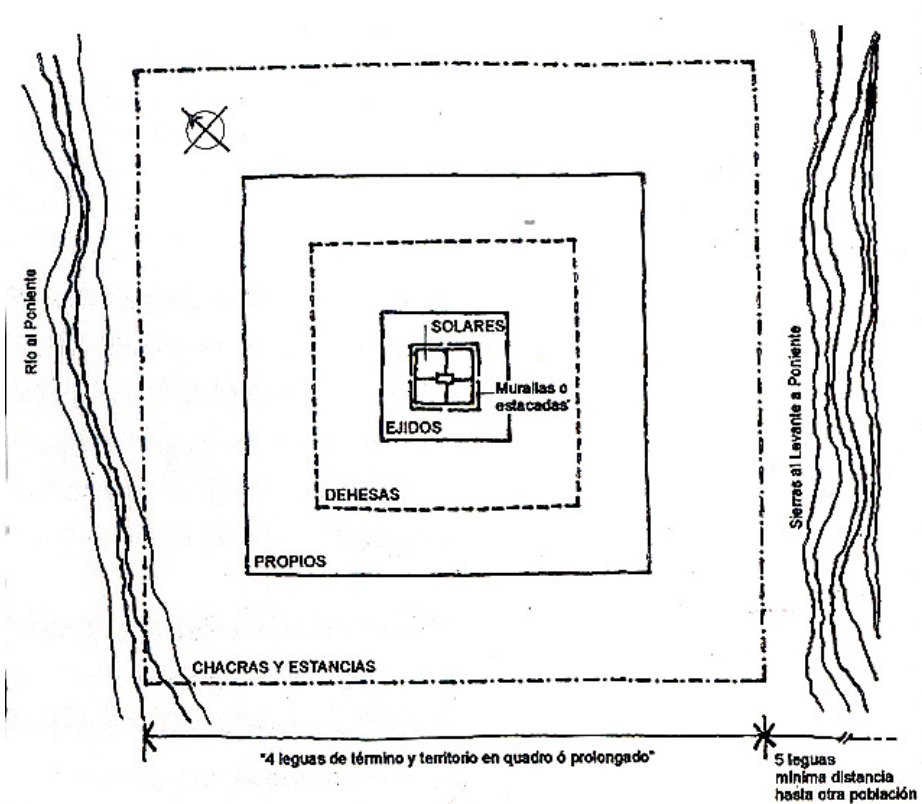 Río al Poniente
SOLARES
Murallas o
estacadas'
EJIDOS
DEHESAS
PROPIOS
CHACRAS Y ESTANCIAS
Sierras al Levante a Poniente
"4 leguas de término y territorio en quadro ó prolongado"
5 leguas
minima distancia
hasta otra población